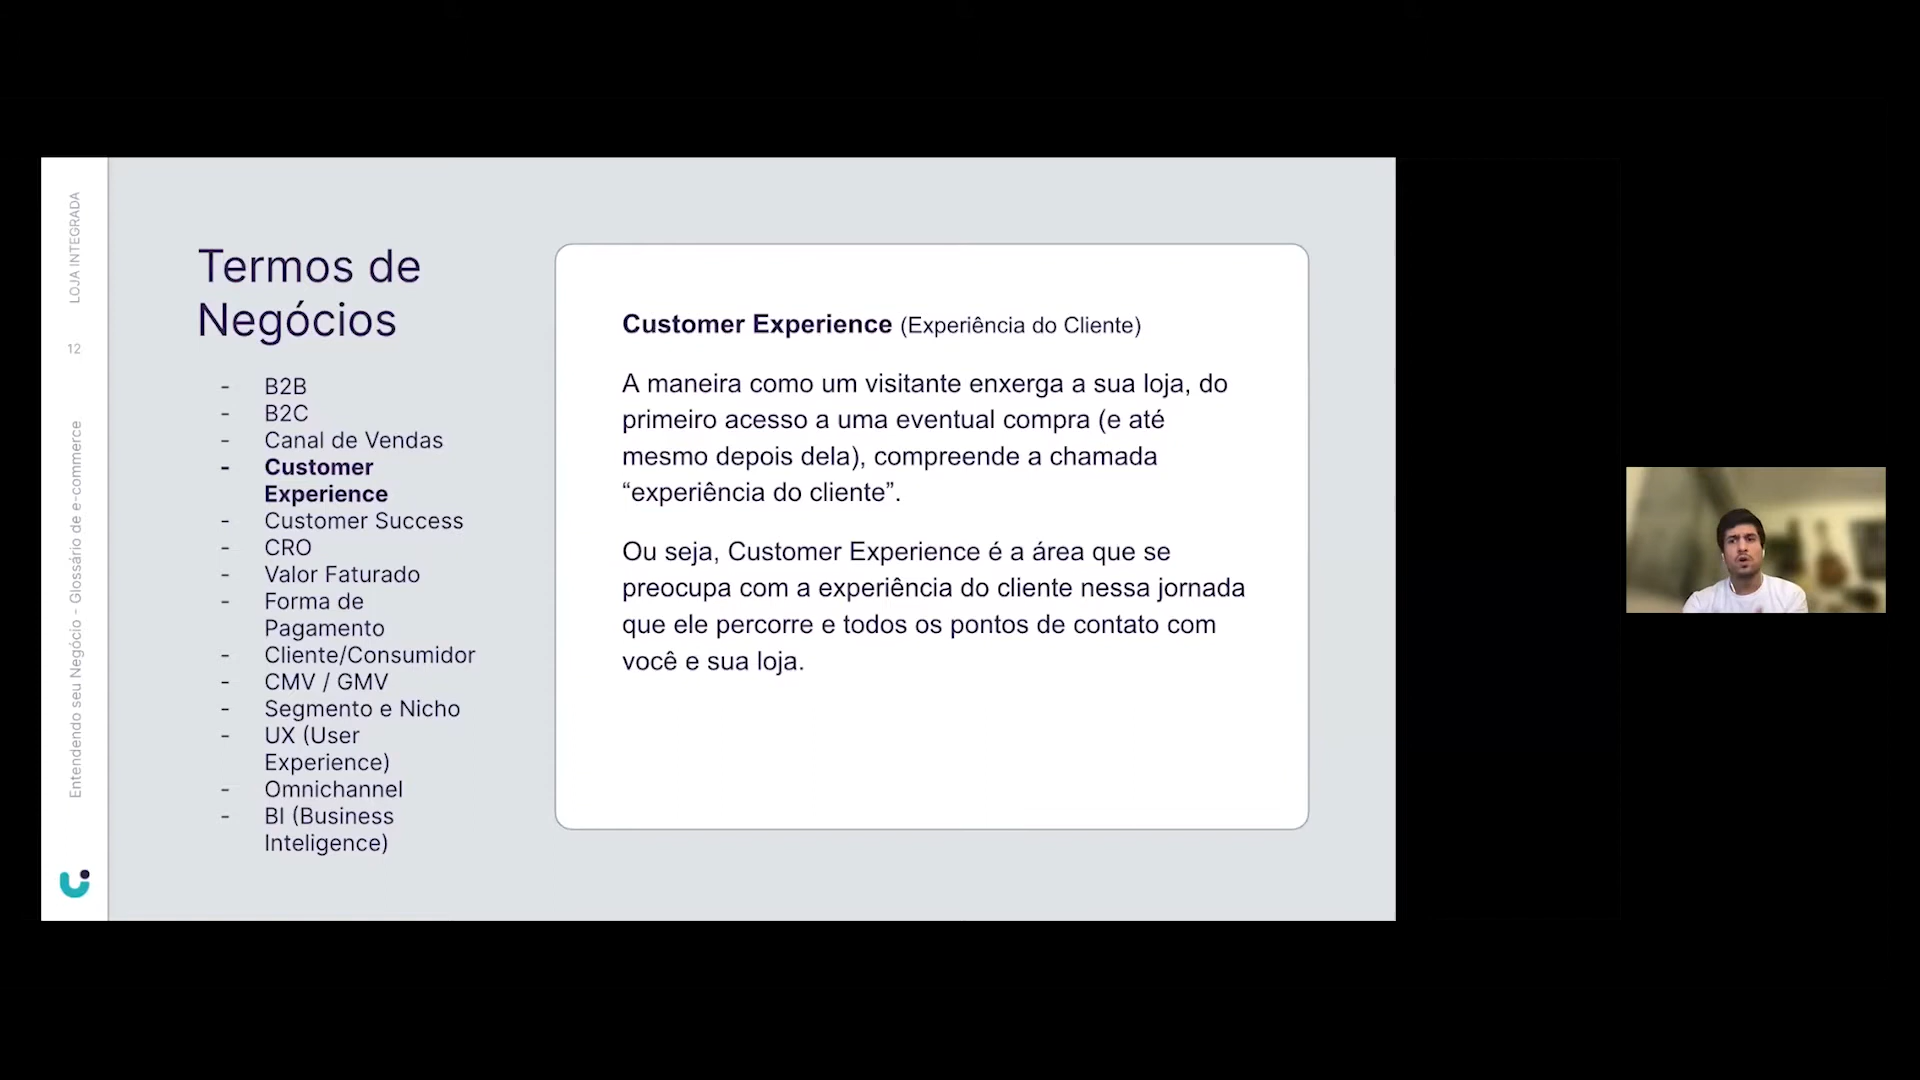 LOJA INTEGRADA
12
Entendendo seu Negócio - Glossário de e-commerce
Termos de
Negócios
- B2B
- B2C
- Canal de Vendas
- Customer
Experience
- Customer Success
- CRO
- Valor Faturado
- Forma de
Pagamento
- Cliente/Consumidor
- CMV / GMV
- Segmento e Nicho
- UX (User
Experience)
- Omnichannel
- BI (Business
Inteligence)
Customer Experience (Experiência do Cliente)
A maneira como um visitante enxerga a sua loja, do
primeiro acesso a uma eventual compra (e até
mesmo depois dela), compreende a chamada
“experiência do cliente”.
Ou seja, Customer Experience é a área que se
preocupa com a experiência do cliente nessa jornada
que ele percorre e todos os pontos de contato com
você e sua loja.